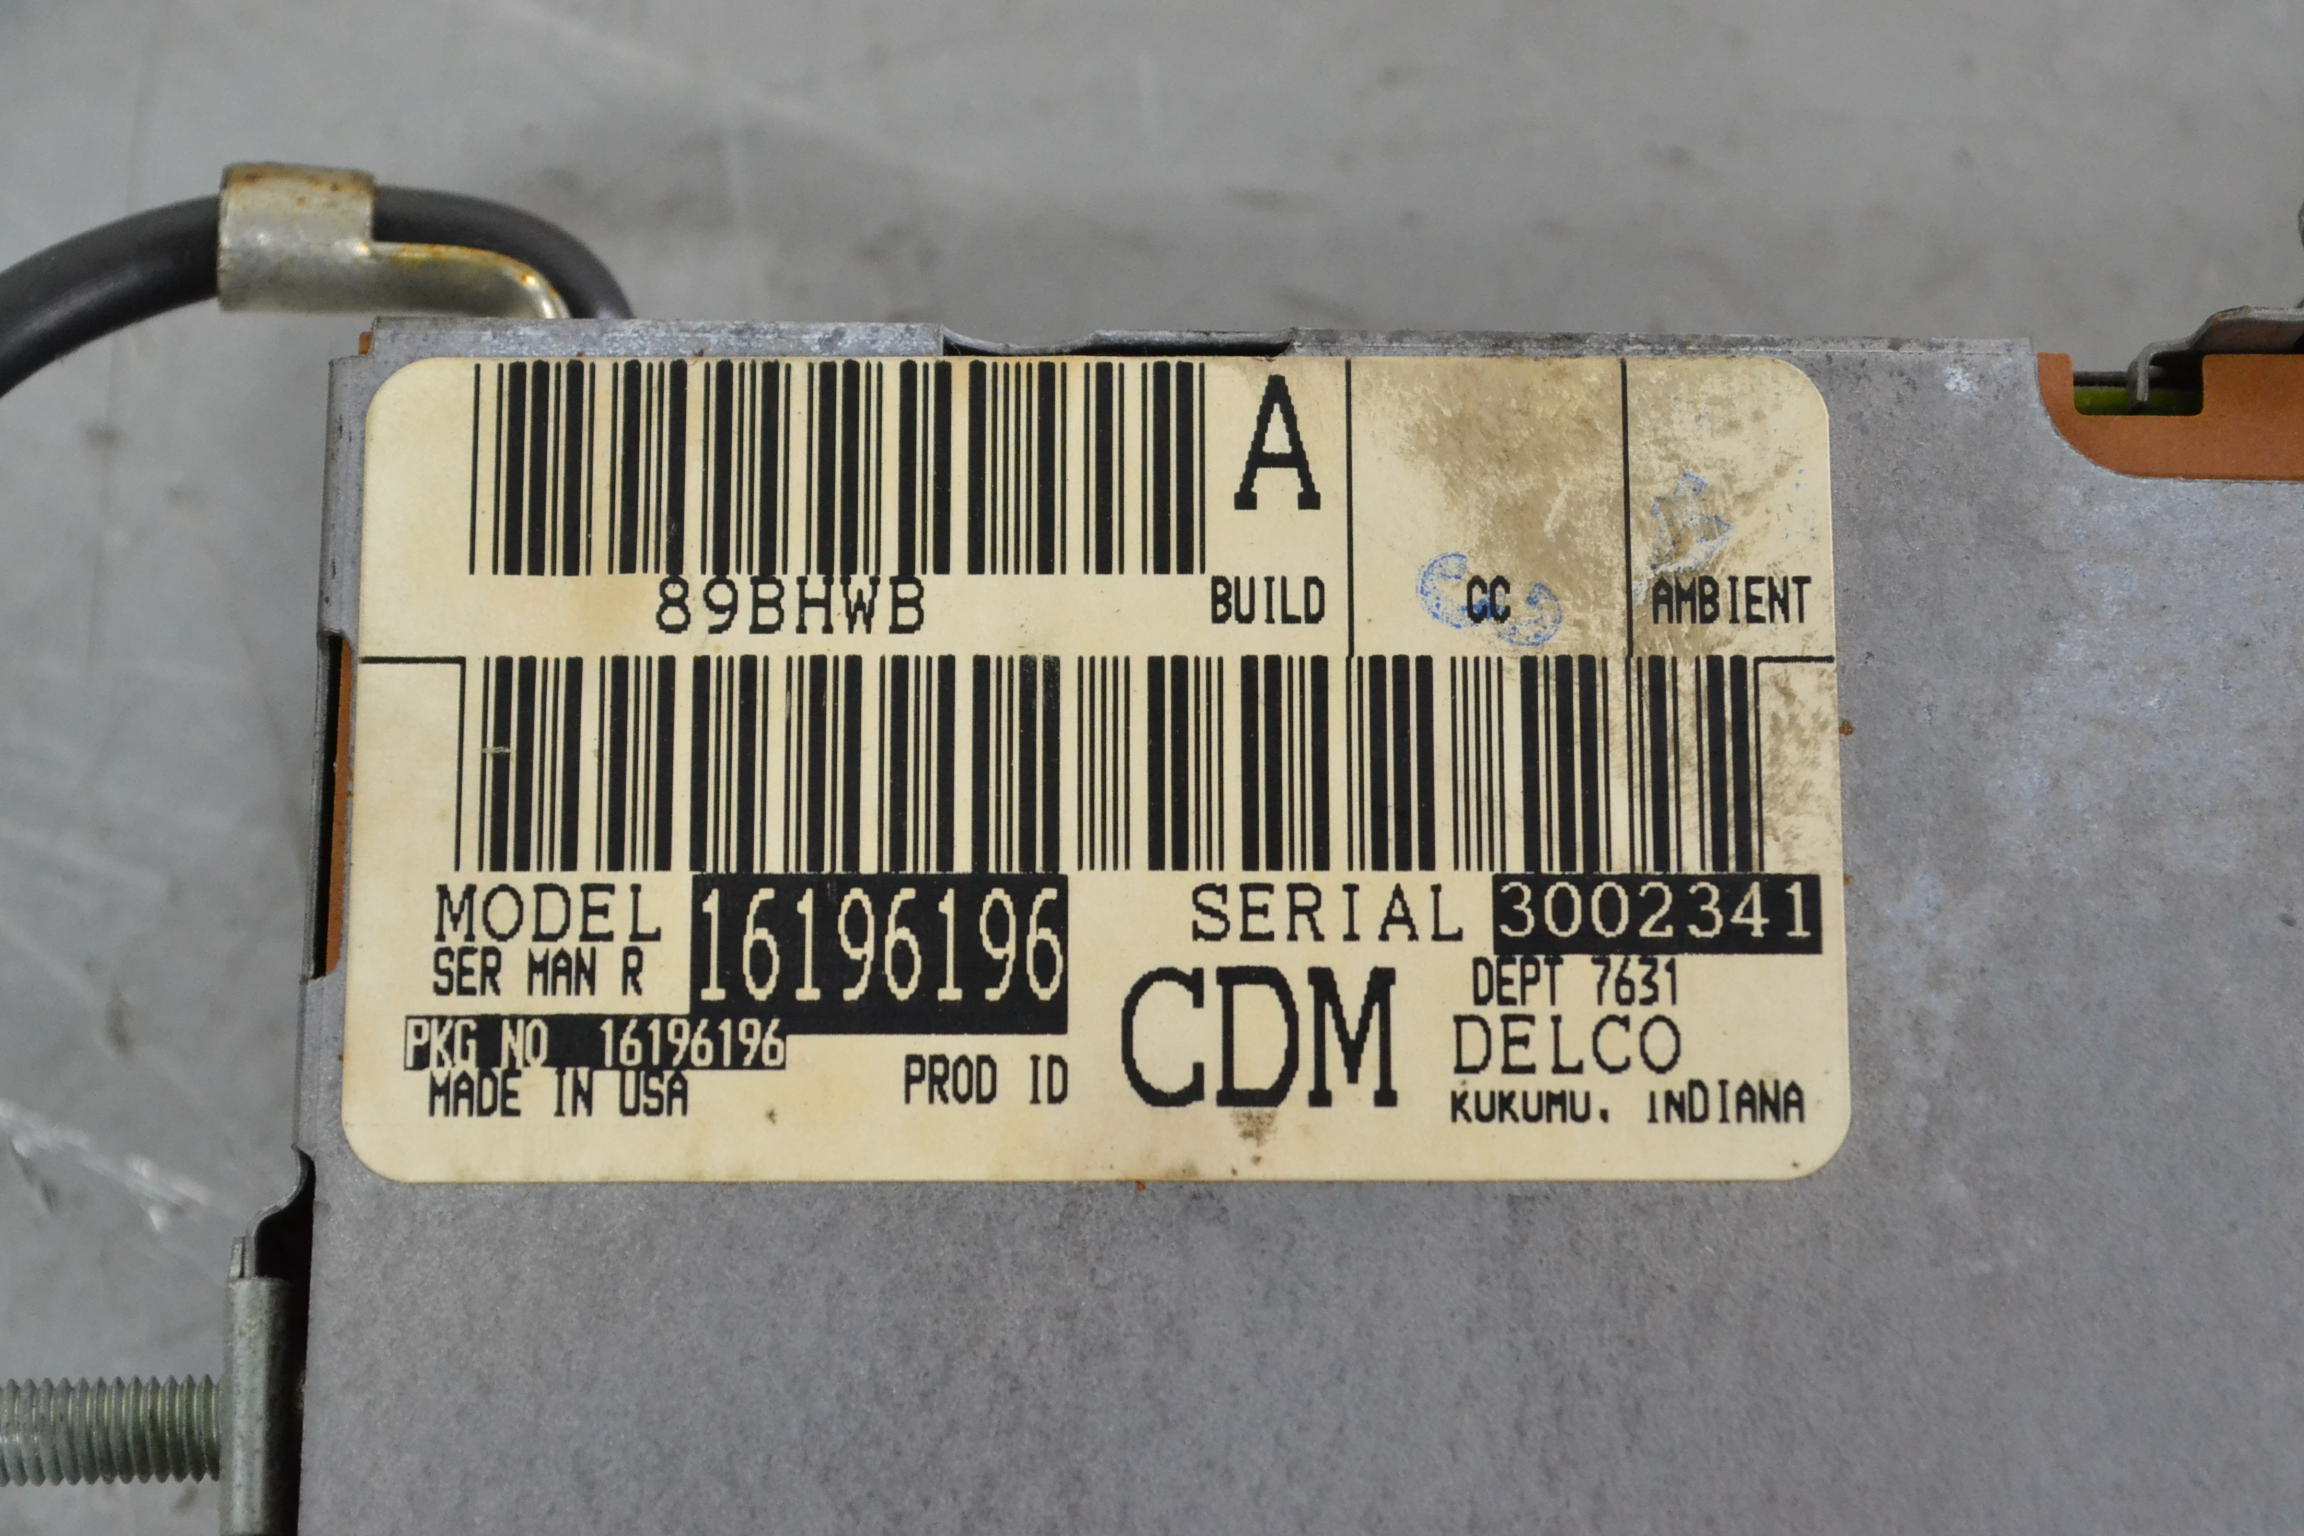 A
89BHWB BUILD CC AMBIENT
MODEL 16196196 SERIAL 3002341
SER MAN R
DEPT 7631
PKG NO 16196196
CDM
DELCO
MADE IN USA PROD ID
KOKOMO, INDIANA